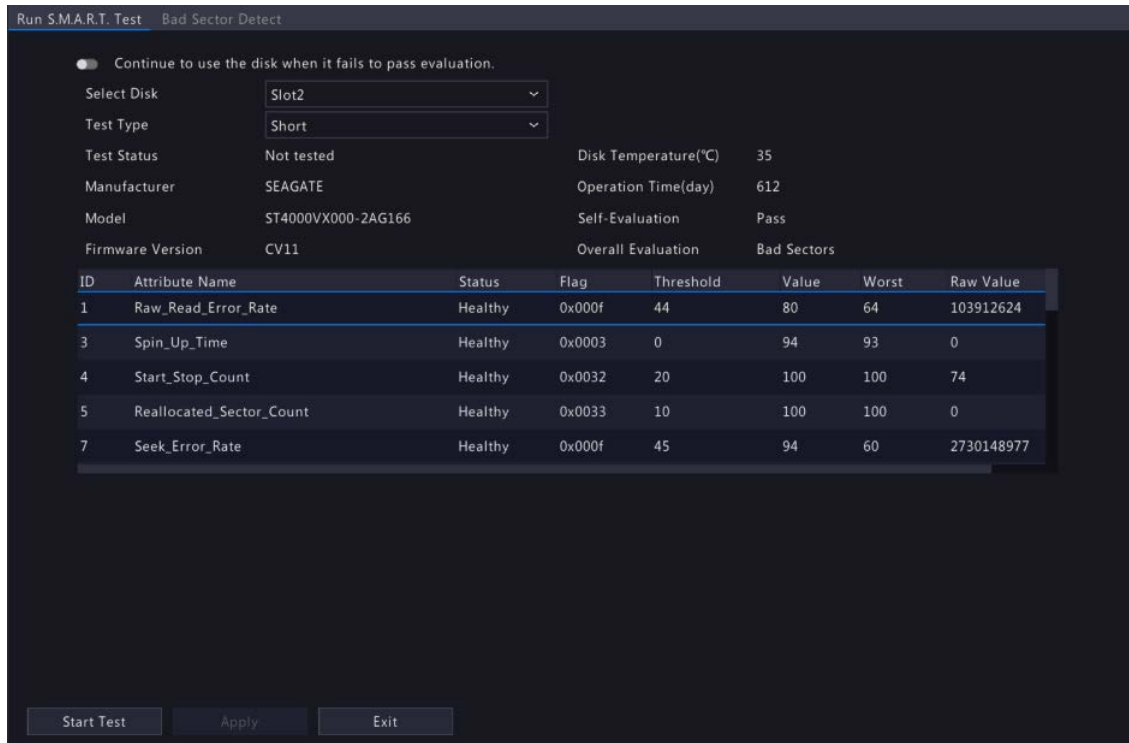 Run S.M.A.R.T. Test Bad Sector Detect
Continue to use the disk when it fails to pass evaluation.
Select Disk Slot2
Test Type Short
Test Status Not tested Disk Temperature(℃) 35
Manufacturer SEAGATE Operation Time(day) 612
Model ST4000VX000-2AG166 Self-Evaluation Pass
Firmware Version CV11 Overall Evaluation Bad Sectors
ID Attribute Name Status Flag Threshold Value Worst Raw Value
1 Raw_Read_Error_Rate Healthy 0x000f 44 80 64 103912624
3 Spin_Up_Time Healthy 0x0003 0 94 93 0
4 Start_Stop_Count Healthy 0x0032 20 100 100 74
5 Reallocated_Sector_Count Healthy 0x0033 10 100 100 0
7 Seek_Error_Rate Healthy 0x000f 45 94 60 2730148977
Start Test Apply Exit